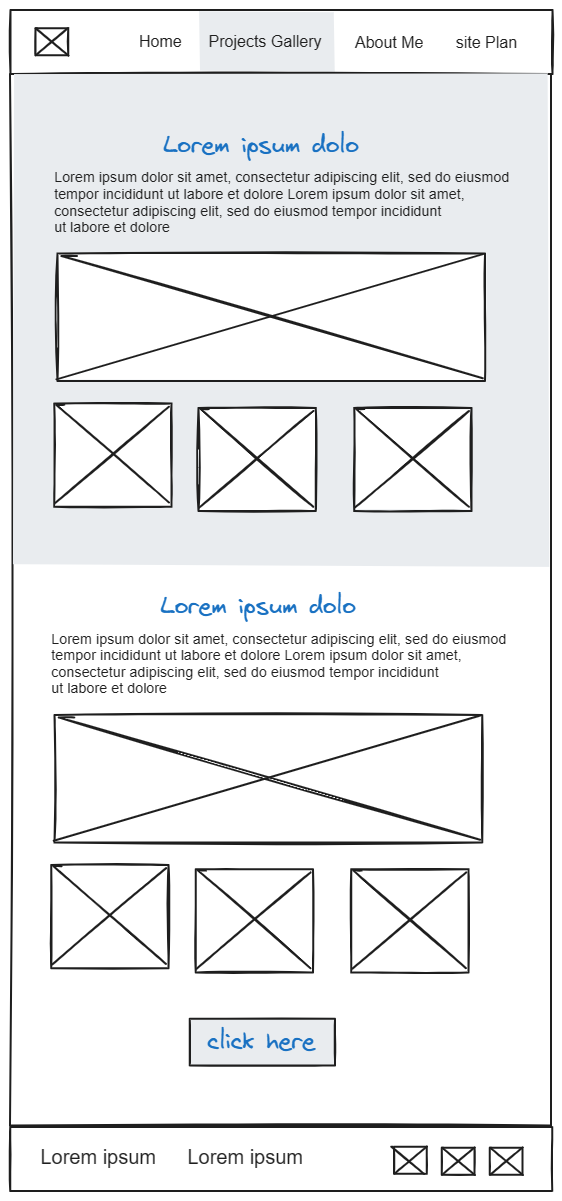 Home Projects Gallery About Me site Plan
Lorem ipsum dolo
Lorem ipsum dolor sit amet, consectetur adipiscing elit, sed do eiusmod
tempor incididunt ut labore et dolore Lorem ipsum dolor sit amet,
consectetur adipiscing elit, sed do eiusmod tempor incididunt
ut labore et dolore
Lorem ipsum dolo
Lorem ipsum dolor sit amet, consectetur adipiscing elit, sed do eiusmod
tempor incididunt ut labore et dolore Lorem ipsum dolor sit amet,
consectetur adipiscing elit, sed do eiusmod tempor incididunt
ut labore et dolore
click here
Lorem ipsum Lorem ipsum